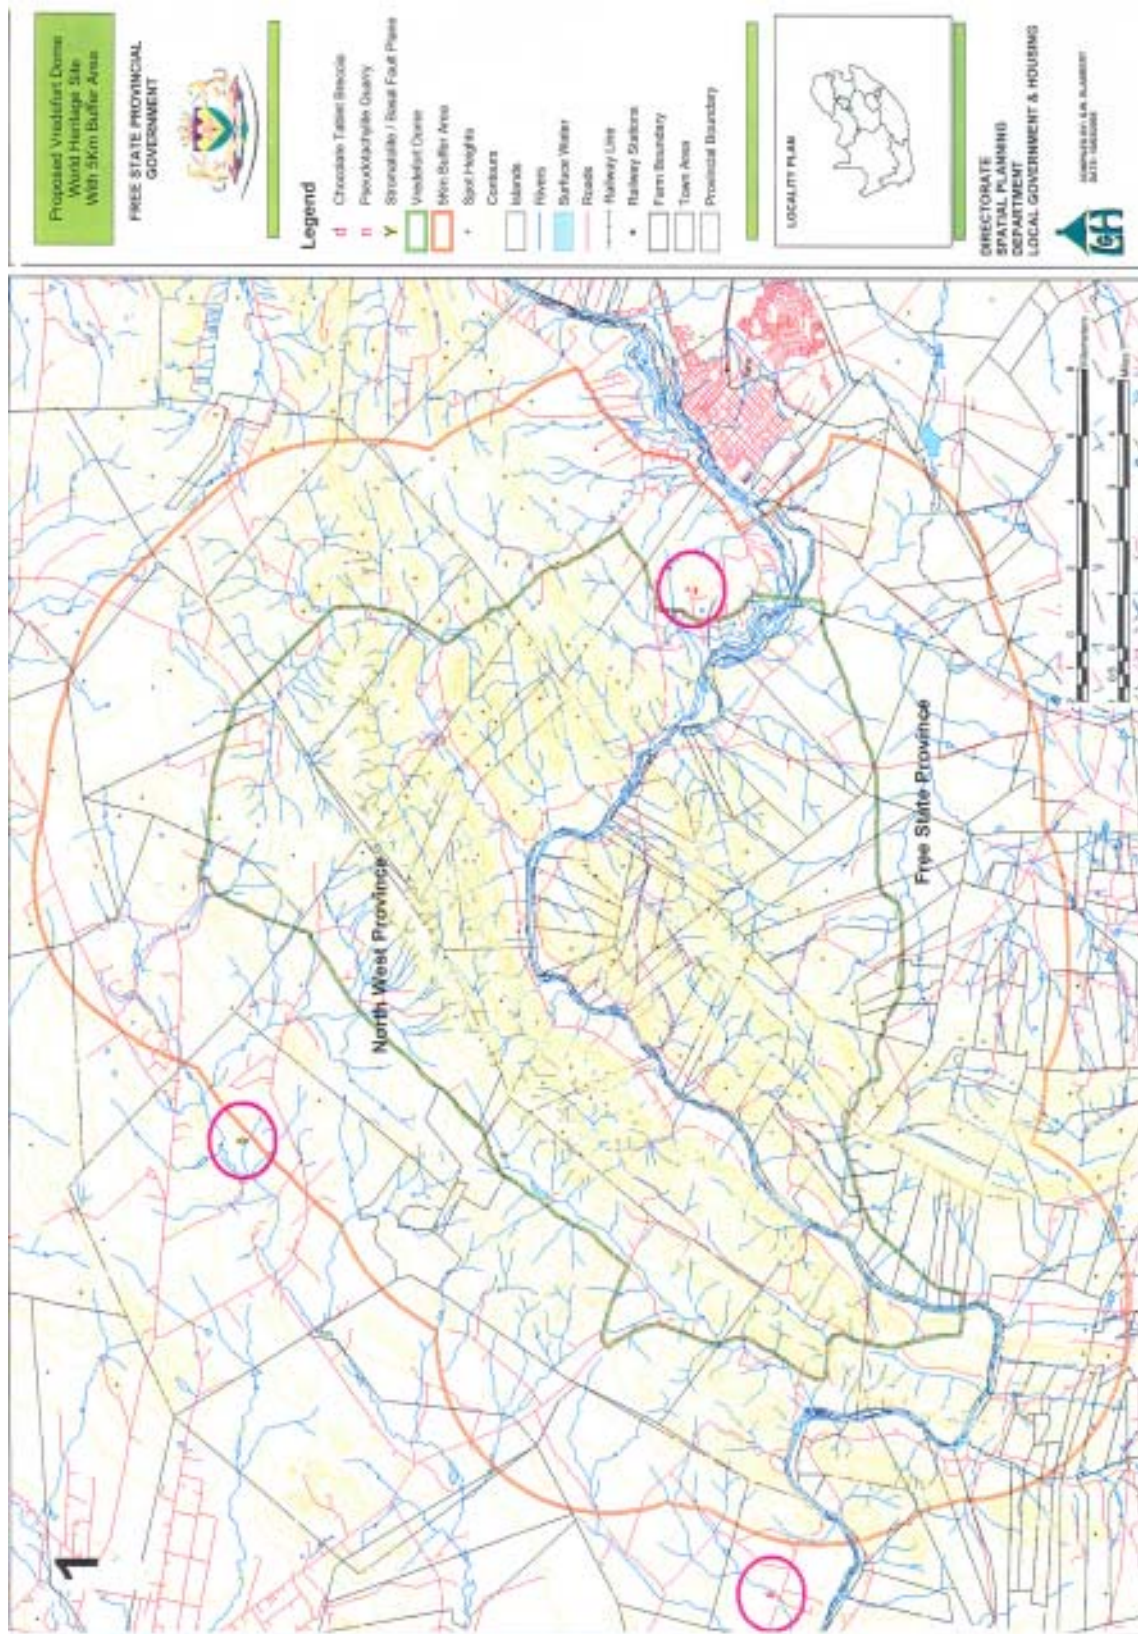 Proposed Vredefort Dome
World Heritage Site
With 5Km Buffer Area
FREE STATE PROVINCIAL
GOVERNMENT
Legend
Chocolate Tablet Breccia
Pseudotachylite Quarry
Stromatolite / Basal Fault Plane
Vredefort Dome
5Km Buffer Area
Spot Heights
Contours
Islands
Rivers
Surface Water
Roads
Railway Line
Railway Stations
Farm Boundary
Town Area
Provincial Boundary
LOCALITY PLAN
DIRECTORATE
SPATIAL PLANNING
DEPARTMENT
LOCAL GOVERNMENT & HOUSING
1
North West Province
Free State Province
Kilometers
Miles